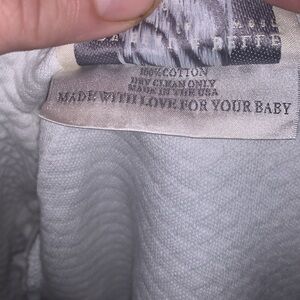 100% COTTON
DRY CLEAN ONLY
MADE IN THE USA
MADE WITH LOVE FOR YOUR BABY